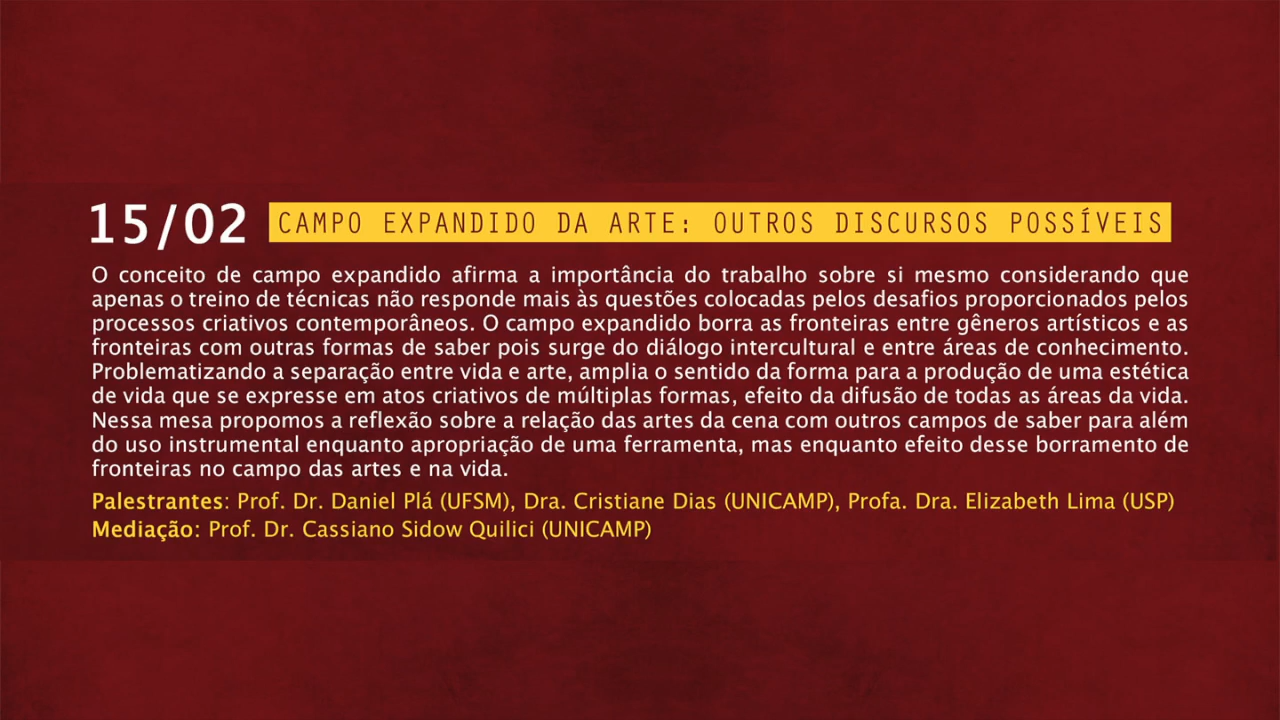 15/02 CAMPO EXPANDIDO DA ARTE: OUTROS DISCURSOS POSSÍVEIS
O conceito de campo expandido afirma a importância do trabalho sobre si mesmo considerando que
apenas o treino de técnicas não responde mais às questões colocadas pelos desafios proporcionados pelos
processos criativos contemporâneos. O campo expandido borra as fronteiras entre gêneros artísticos e as
fronteiras com outras formas de saber pois surge do diálogo intercultural e entre áreas de conhecimento.
Problematizando a separação entre vida e arte, amplia o sentido da forma para a produção de uma estética
de vida que se expresse em atos criativos de múltiplas formas, efeito da difusão de todas as áreas da vida.
Nessa mesa propomos a reflexão sobre a relação das artes da cena com outros campos de saber para além
do uso instrumental enquanto apropriação de uma ferramenta, mas enquanto efeito desse borramento de
fronteiras no campo das artes e na vida.
Palestrantes: Prof. Dr. Daniel Plá (UFSM), Dra. Cristiane Dias (UNICAMP), Profa. Dra. Elizabeth Lima (USP)
Mediação: Prof. Dr. Cassiano Sidow Quilici (UNICAMP)